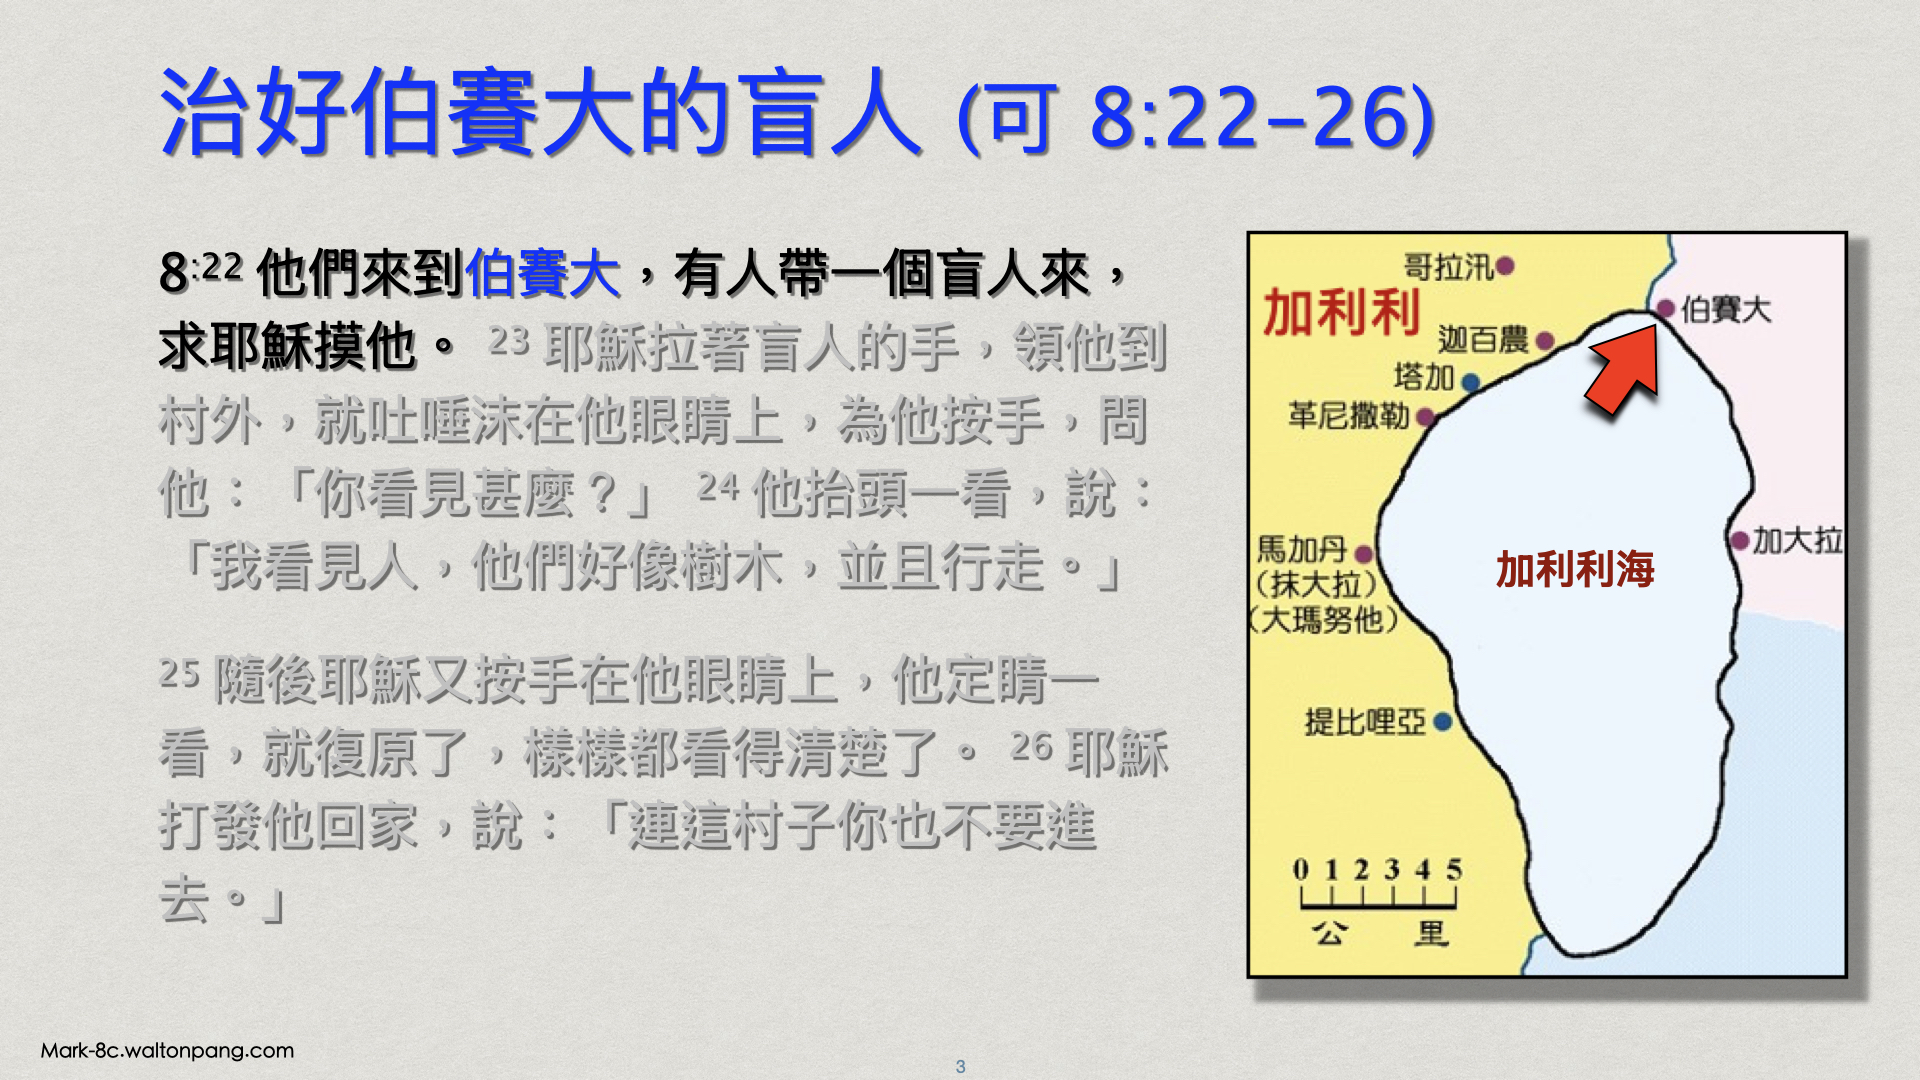 治好伯賽大的盲人 (可 8:22-26)
8:22 他們來到伯賽大，有人帶一個盲人來，
求耶穌摸他。 23 耶穌拉著盲人的手，領他到
村外，就吐唾沫在他眼睛上，為他按手，問
他：「你看見甚麼？」 24 他抬頭一看，說：
「我看見人，他們好像樹木，並且行走。」
25 隨後耶穌又按手在他眼睛上，他定睛一
看，就復原了，樣樣都看得清楚了。 26 耶穌
打發他回家，說：「連這村子你也不要進
去。」
哥拉汛
加利利
伯賽大
迦百農
塔加
革尼撒勒
加大拉
馬加丹
（抹大拉）
（大瑪努他）
加利利海
提比哩亞
0 1 2 3 4 5
公 里
Mark-8c.waltonpang.com
3